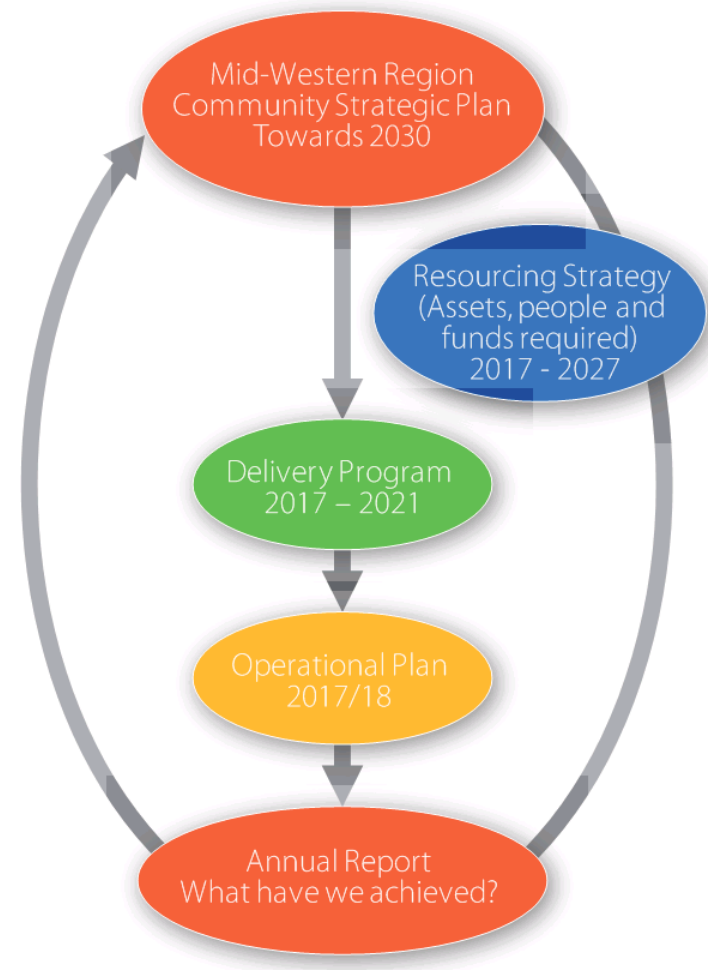 Mid-Western Region
Community Strategic Plan
Towards 2030
Resourcing Strategy
(Assets, people and
funds required)
2017 - 2027
Delivery Program
2017 – 2021
Operational Plan
2017/18
Annual Report
What have we achieved?